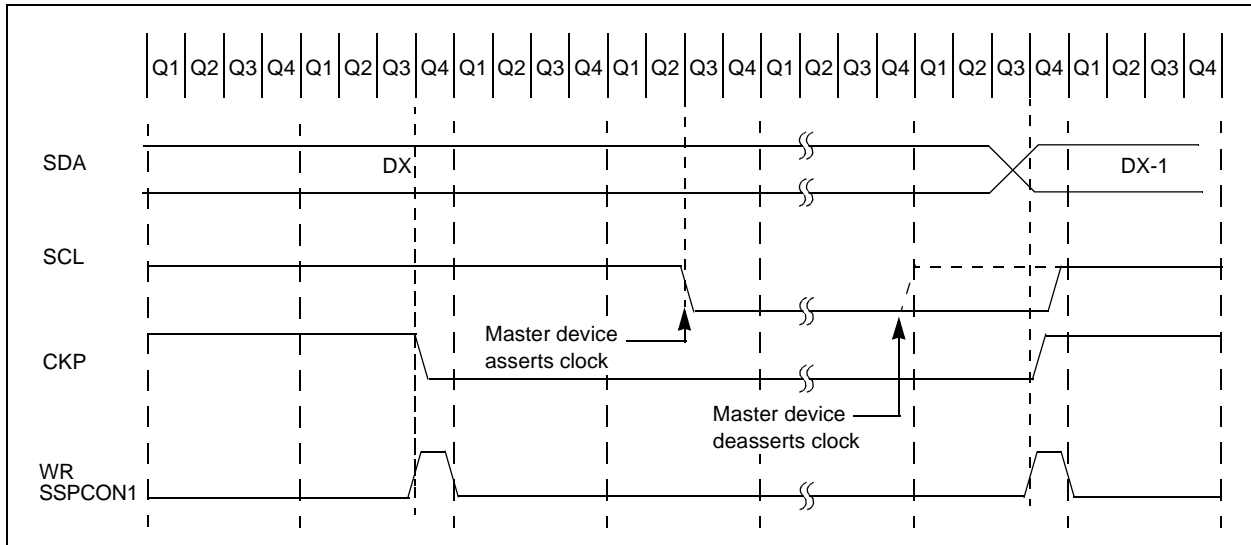 Q1 Q2 Q3 Q4 Q1 Q2 Q3 Q4 Q1 Q2 Q3 Q4 Q1 Q2 Q3 Q4 Q1 Q2 Q3 Q4 Q1 Q2 Q3 Q4 Q1 Q2 Q3 Q4
SDA
DX
DX-1
SCL
Master device
asserts clock
CKP
Master device
deasserts clock
WR
SSPCON1